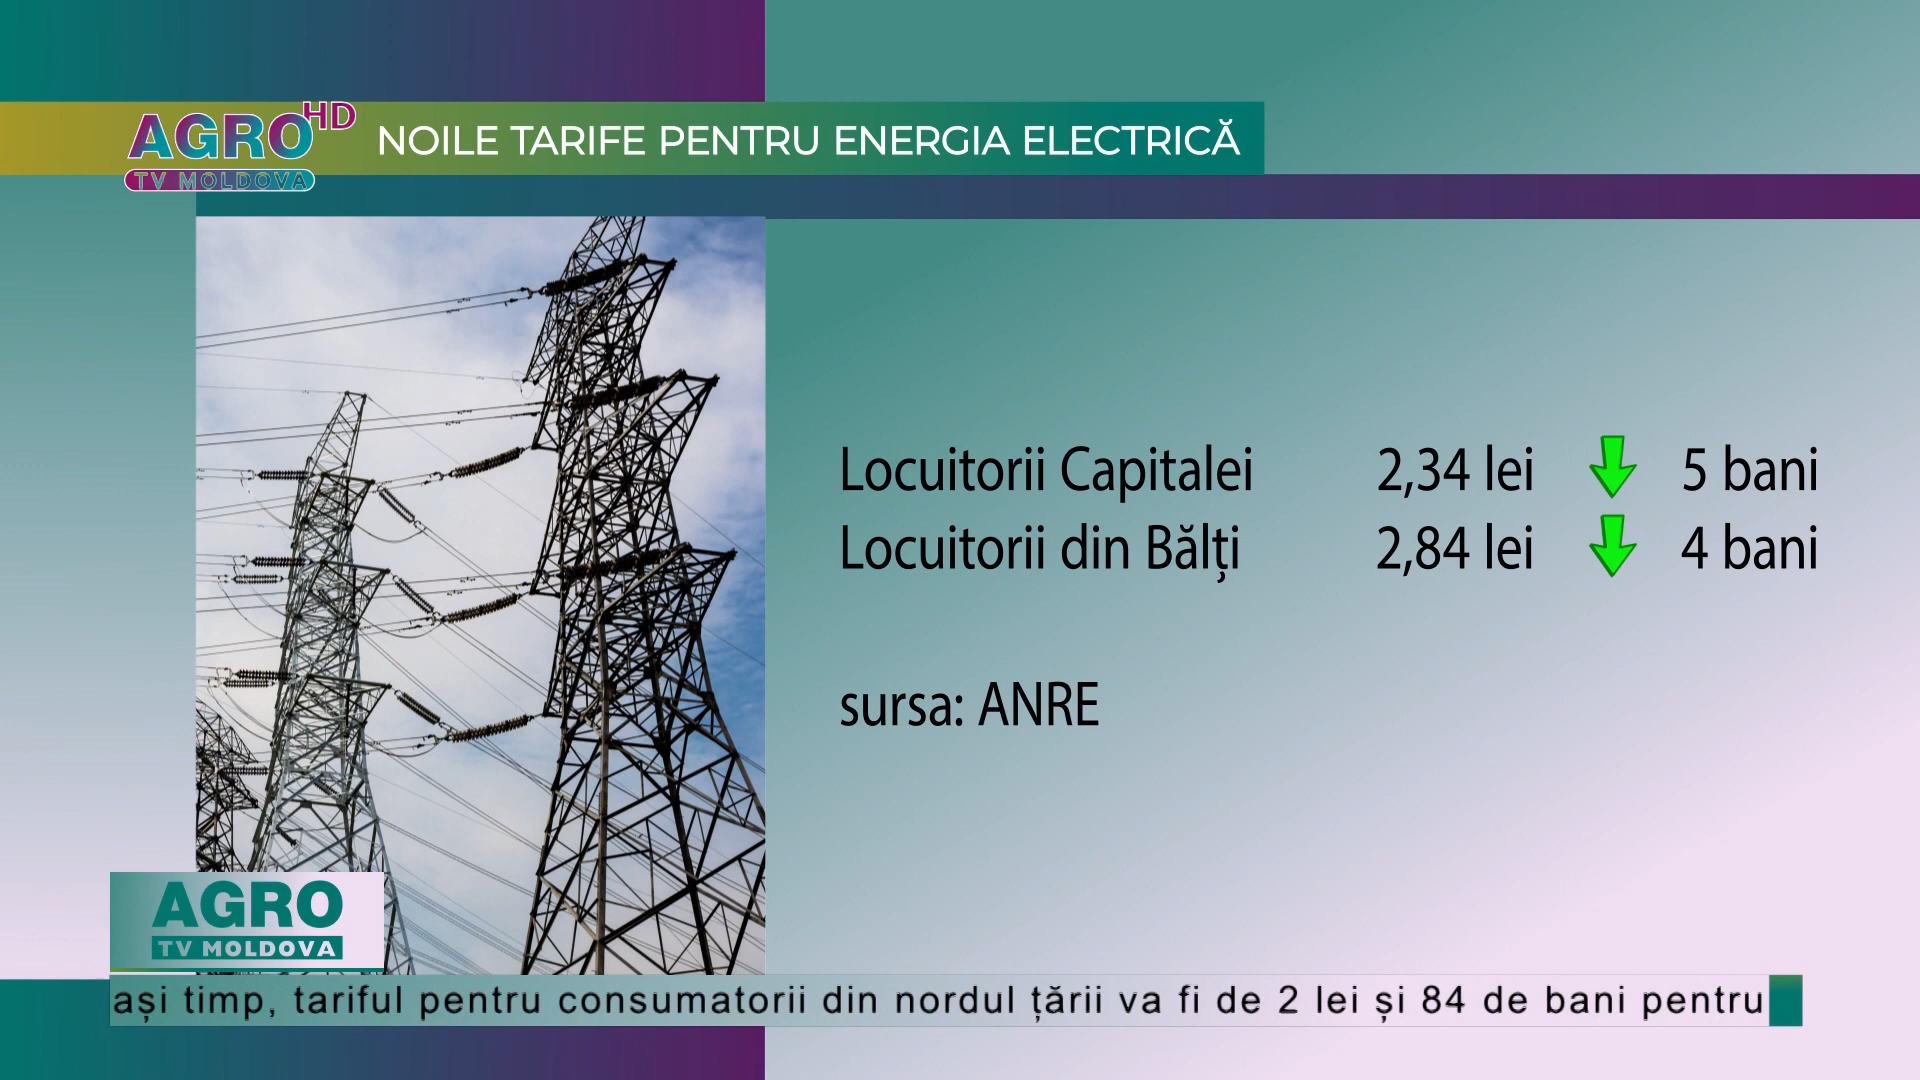 AGRO HD
TV MOLDOVA
NOILE TARIFE PENTRU ENERGIA ELECTRICĂ
Locuitorii Capitalei 2,34 lei 5 bani
Locuitorii din Bălți 2,84 lei 4 bani
sursa: ANRE
AGRO
TV MOLDOVA
ași timp, tariful pentru consumatorii din nordul țării va fi de 2 lei și 84 de bani pentru